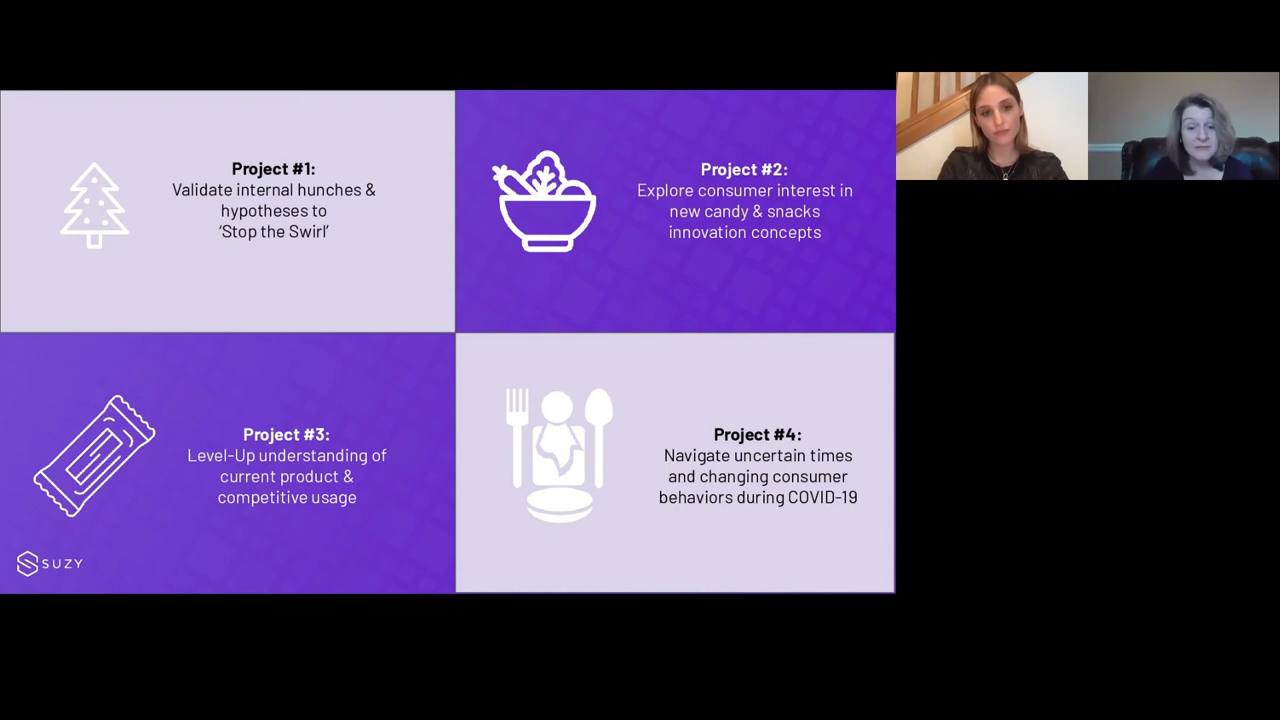 Project #1:
Validate internal hunches &
hypotheses to
‘Stop the Swirl’
Project #2:
Explore consumer interest in
new candy & snacks
innovation concepts
Project #3:
Level-Up understanding of
current product &
competitive usage
Project #4:
Navigate uncertain times
and changing consumer
behaviors during COVID-19
SUZY